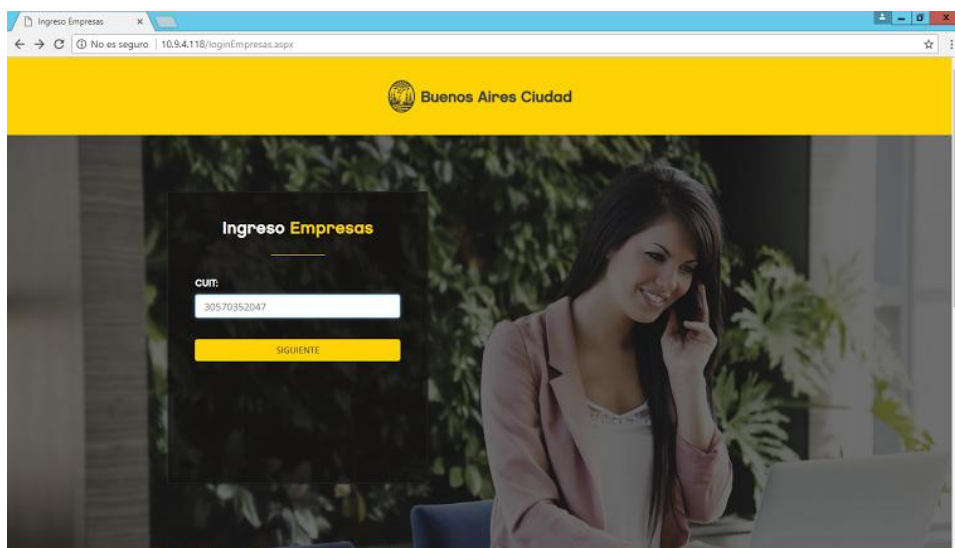 Ingreso Empresas
No es seguro | 10.9.4.118/loginEmpresas.aspx
Buenos Aires Ciudad
Ingreso Empresas
CUIT:
30570352047
SIGUIENTE